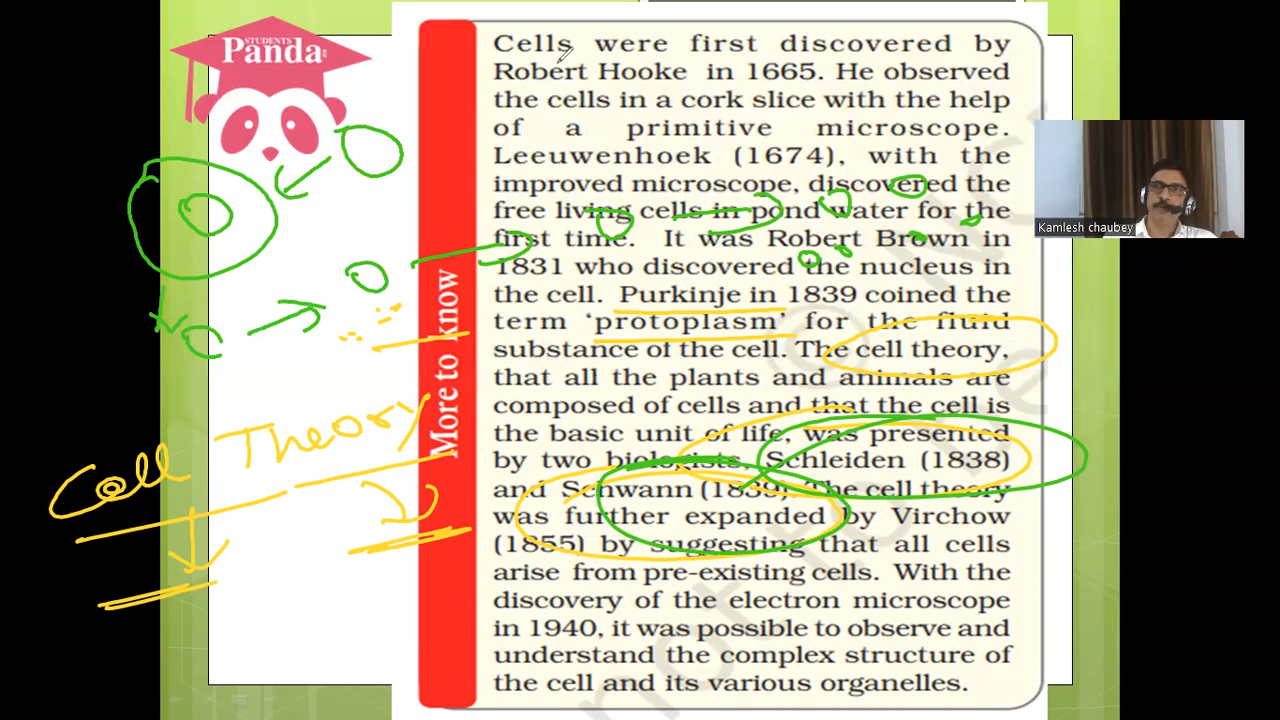 STUDENTS
Panda
Cells were first discovered by
Robert Hooke in 1665. He observed
the cells in a cork slice with the help
of a primitive microscope.
Leeuwenhoek (1674), with the
improved microscope, discovered the
free living cells in pond water for the
first time. It was Robert Brown in
1831 who discovered the nucleus in
the cell. Purkinje in 1839 coined the
term ‘protoplasm’ for the fluid
substance of the cell. The cell theory,
that all the plants and animals are
composed of cells and that the cell is
the basic unit of life, was presented
by two biologists, Schleiden (1838)
and Schwann (1839). The cell theory
was further expanded by Virchow
(1855) by suggesting that all cells
arise from pre-existing cells. With the
discovery of the electron microscope
in 1940, it was possible to observe and
understand the complex structure of
the cell and its various organelles.
More to know
Cell Theory
Kamlesh chaubey
not to